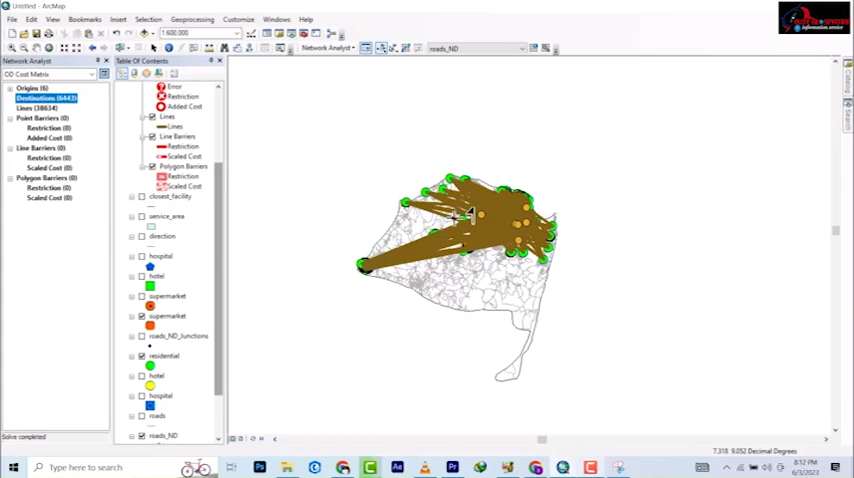 Untitled - ArcMap
File Edit View Bookmarks Insert Selection Geoprocessing Customize Windows Help
1:600,000
Network Analyst
roads_ND
Network Analyst
OD Cost Matrix
Origins (6)
Destinations (6443)
Lines (38634)
Point Barriers (0)
Restriction (0)
Added Cost (0)
Line Barriers (0)
Restriction (0)
Scaled Cost (0)
Polygon Barriers (0)
Restriction (0)
Scaled Cost (0)
Solve completed
Table Of Contents
Error
Restriction
Added Cost
Lines
Lines
Line Barriers
Restriction
Scaled Cost
Polygon Barriers
Restriction
Scaled Cost
closest_facility
service_area
direction
hospital
hotel
supermarket
supermarket
roads_ND_Junctions
residential
hotel
hospital
roads
roads_ND
Catalog
Search
7.318 9.052 Decimal Degrees
Type here to search
8:12 PM
6/3/2023